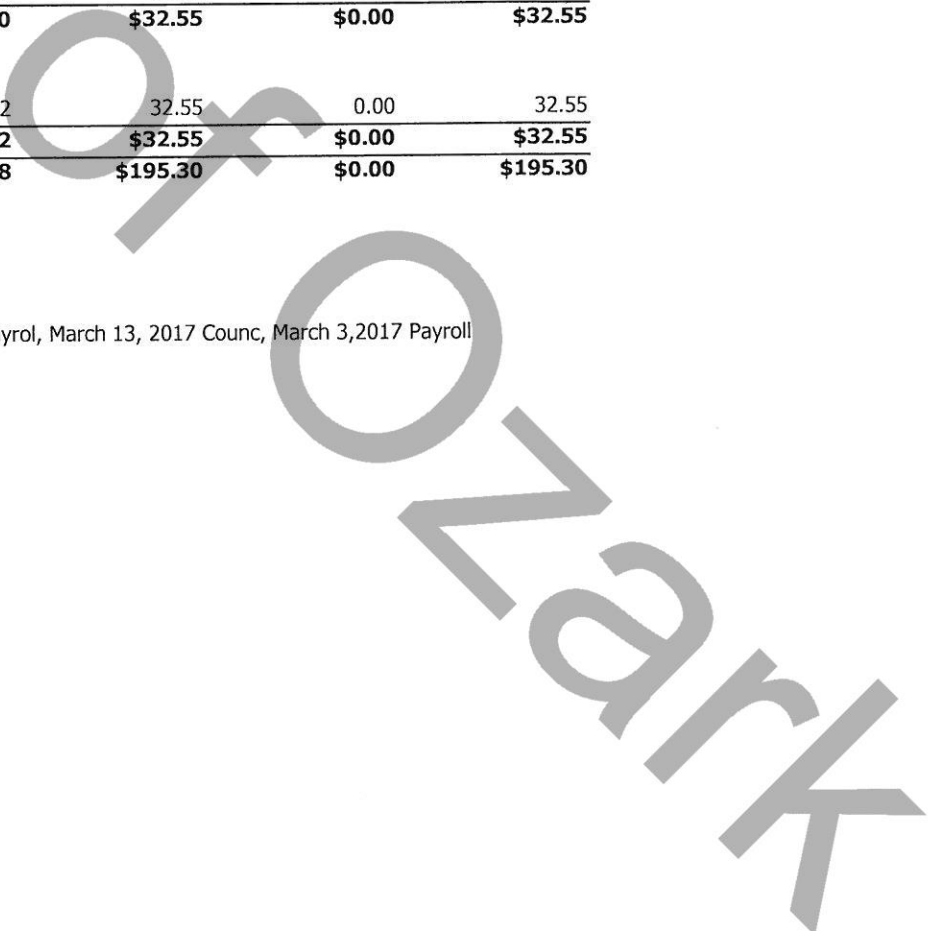 0 $32.55 $0.00 $32.55
2 32.55 0.00 32.55
2 $32.55 $0.00 $32.55
8 $195.30 $0.00 $195.30
yrol, March 13, 2017 Counc, March 3,2017 Payroll
of Ozark